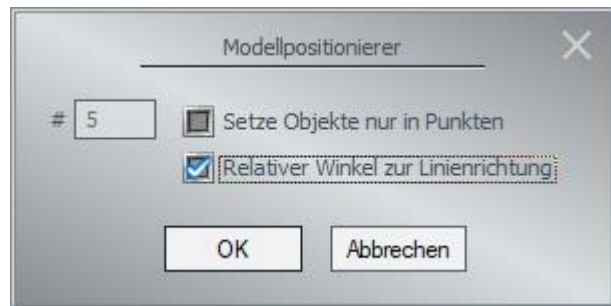 Modellpositionierer
# 5
Setze Objekte nur in Punkten
Relativer Winkel zur Linienrichtung
OK Abbrechen